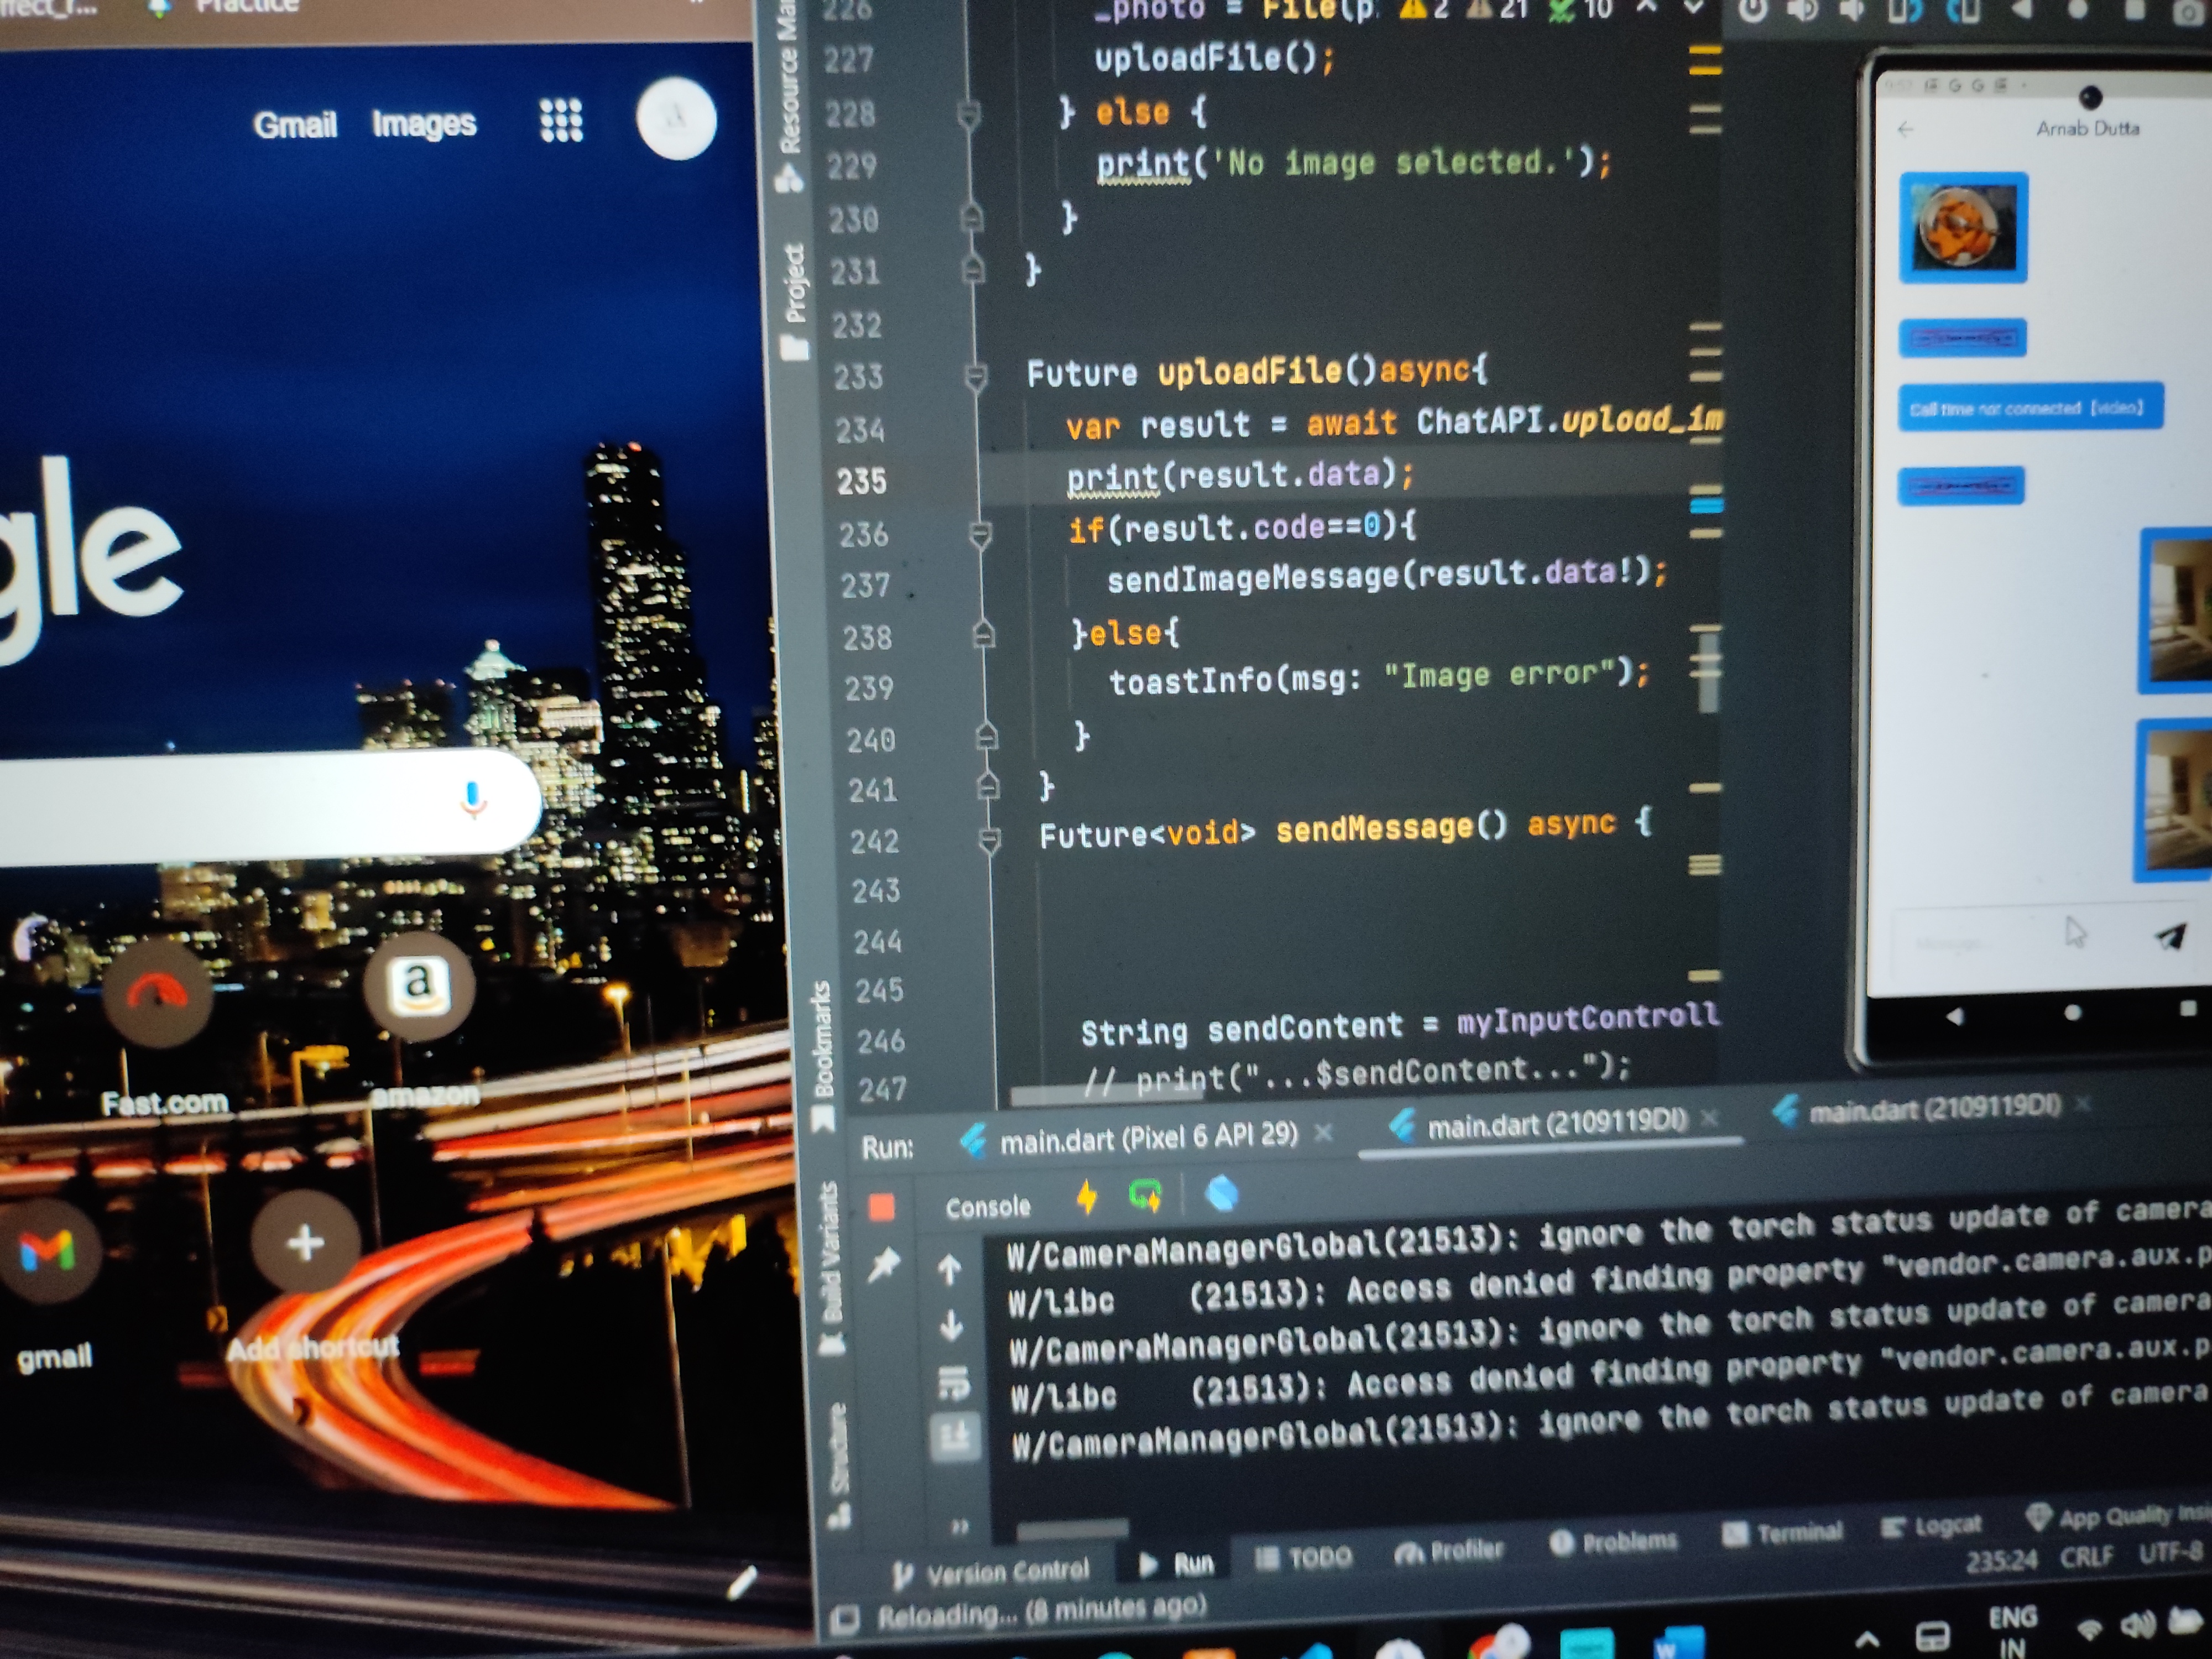 Practice
Gmail Images
gle
Fast.com
amazon
gmail
Add shortcut
Project
Bookmarks
Build Variants
Structure
226 _photo = File(p 2 21 10
227 uploadFile();
228 } else {
229 print('No image selected.');
230 }
231 }
232
233 Future uploadFile()async{
234 var result = await ChatAPI.upload_im
235 print(result.data);
236 if(result.code==0){
237 sendImageMessage(result.data!);
238 }else{
239 toastInfo(msg: "Image error");
240 }
241 }
242 Future<void> sendMessage() async {
243
244
245
246 String sendContent = myInputControll
247 // print("...$sendContent...");
Arnab Dutta
Call time not connected [video]
Run: main.dart (Pixel 6 API 29) main.dart (2109119DI) main.dart (2109119DI)
Console
W/CameraManagerGlobal(21513): ignore the torch status update of camera
W/libc (21513): Access denied finding property "vendor.camera.aux.p
W/CameraManagerGlobal(21513): ignore the torch status update of camera
W/libc (21513): Access denied finding property "vendor.camera.aux.p
W/CameraManagerGlobal(21513): ignore the torch status update of camera
Version Control Run TODO Profiler Problems Terminal Logcat App Quality Insi
Reloading... (8 minutes ago)
235:24 CRLF UTF-8
ENG
IN